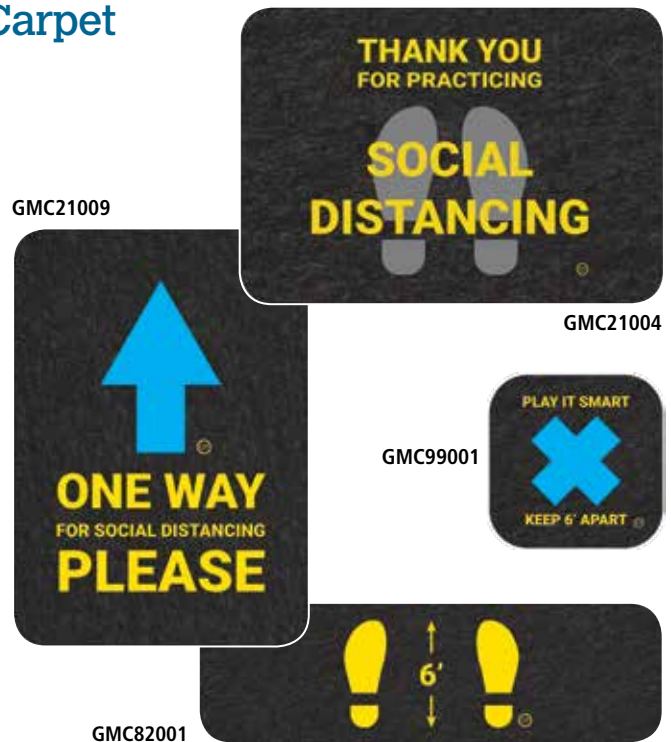 Carpet
THANK YOU
FOR PRACTICING
SOCIAL
DISTANCING
GMC21009
GMC21004
ONE WAY
FOR SOCIAL DISTANCING
PLEASE
PLAY IT SMART
KEEP 6' APART
GMC99001
6'
GMC82001